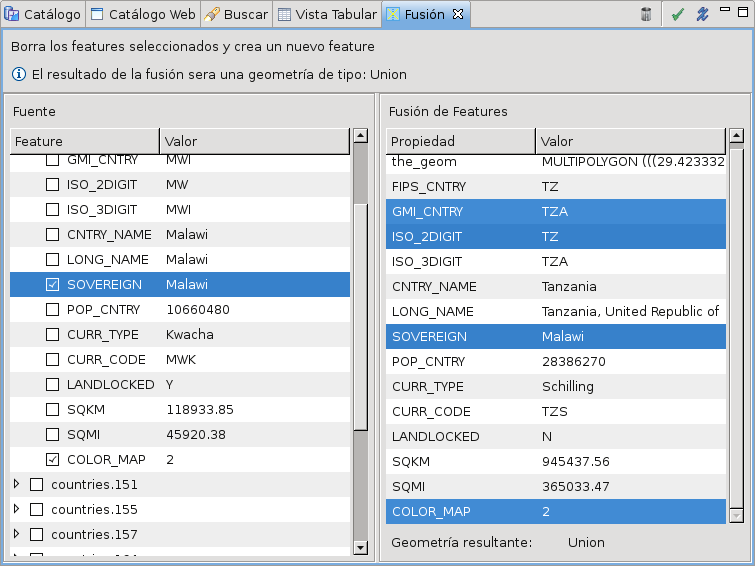 Catálogo Catálogo Web Buscar Vista Tabular Fusión
Borra los features seleccionados y crea un nuevo feature
El resultado de la fusión sera una geometría de tipo: Union
Fuente
Feature Valor
GMI_CNTRY MWI
ISO_2DIGIT MW
ISO_3DIGIT MWI
CNTRY_NAME Malawi
LONG_NAME Malawi
SOVEREIGN Malawi
POP_CNTRY 10660480
CURR_TYPE Kwacha
CURR_CODE MWK
LANDLOCKED Y
SQKM 118933.85
SQMI 45920.38
COLOR_MAP 2
countries.151
countries.155
countries.157
Fusión de Features
Propiedad Valor
the_geom MULTIPOLYGON (((29.423332
FIPS_CNTRY TZ
GMI_CNTRY TZA
ISO_2DIGIT TZ
ISO_3DIGIT TZA
CNTRY_NAME Tanzania
LONG_NAME Tanzania, United Republic of
SOVEREIGN Malawi
POP_CNTRY 28386270
CURR_TYPE Schilling
CURR_CODE TZS
LANDLOCKED N
SQKM 945437.56
SQMI 365033.47
COLOR_MAP 2
Geometría resultante: Union